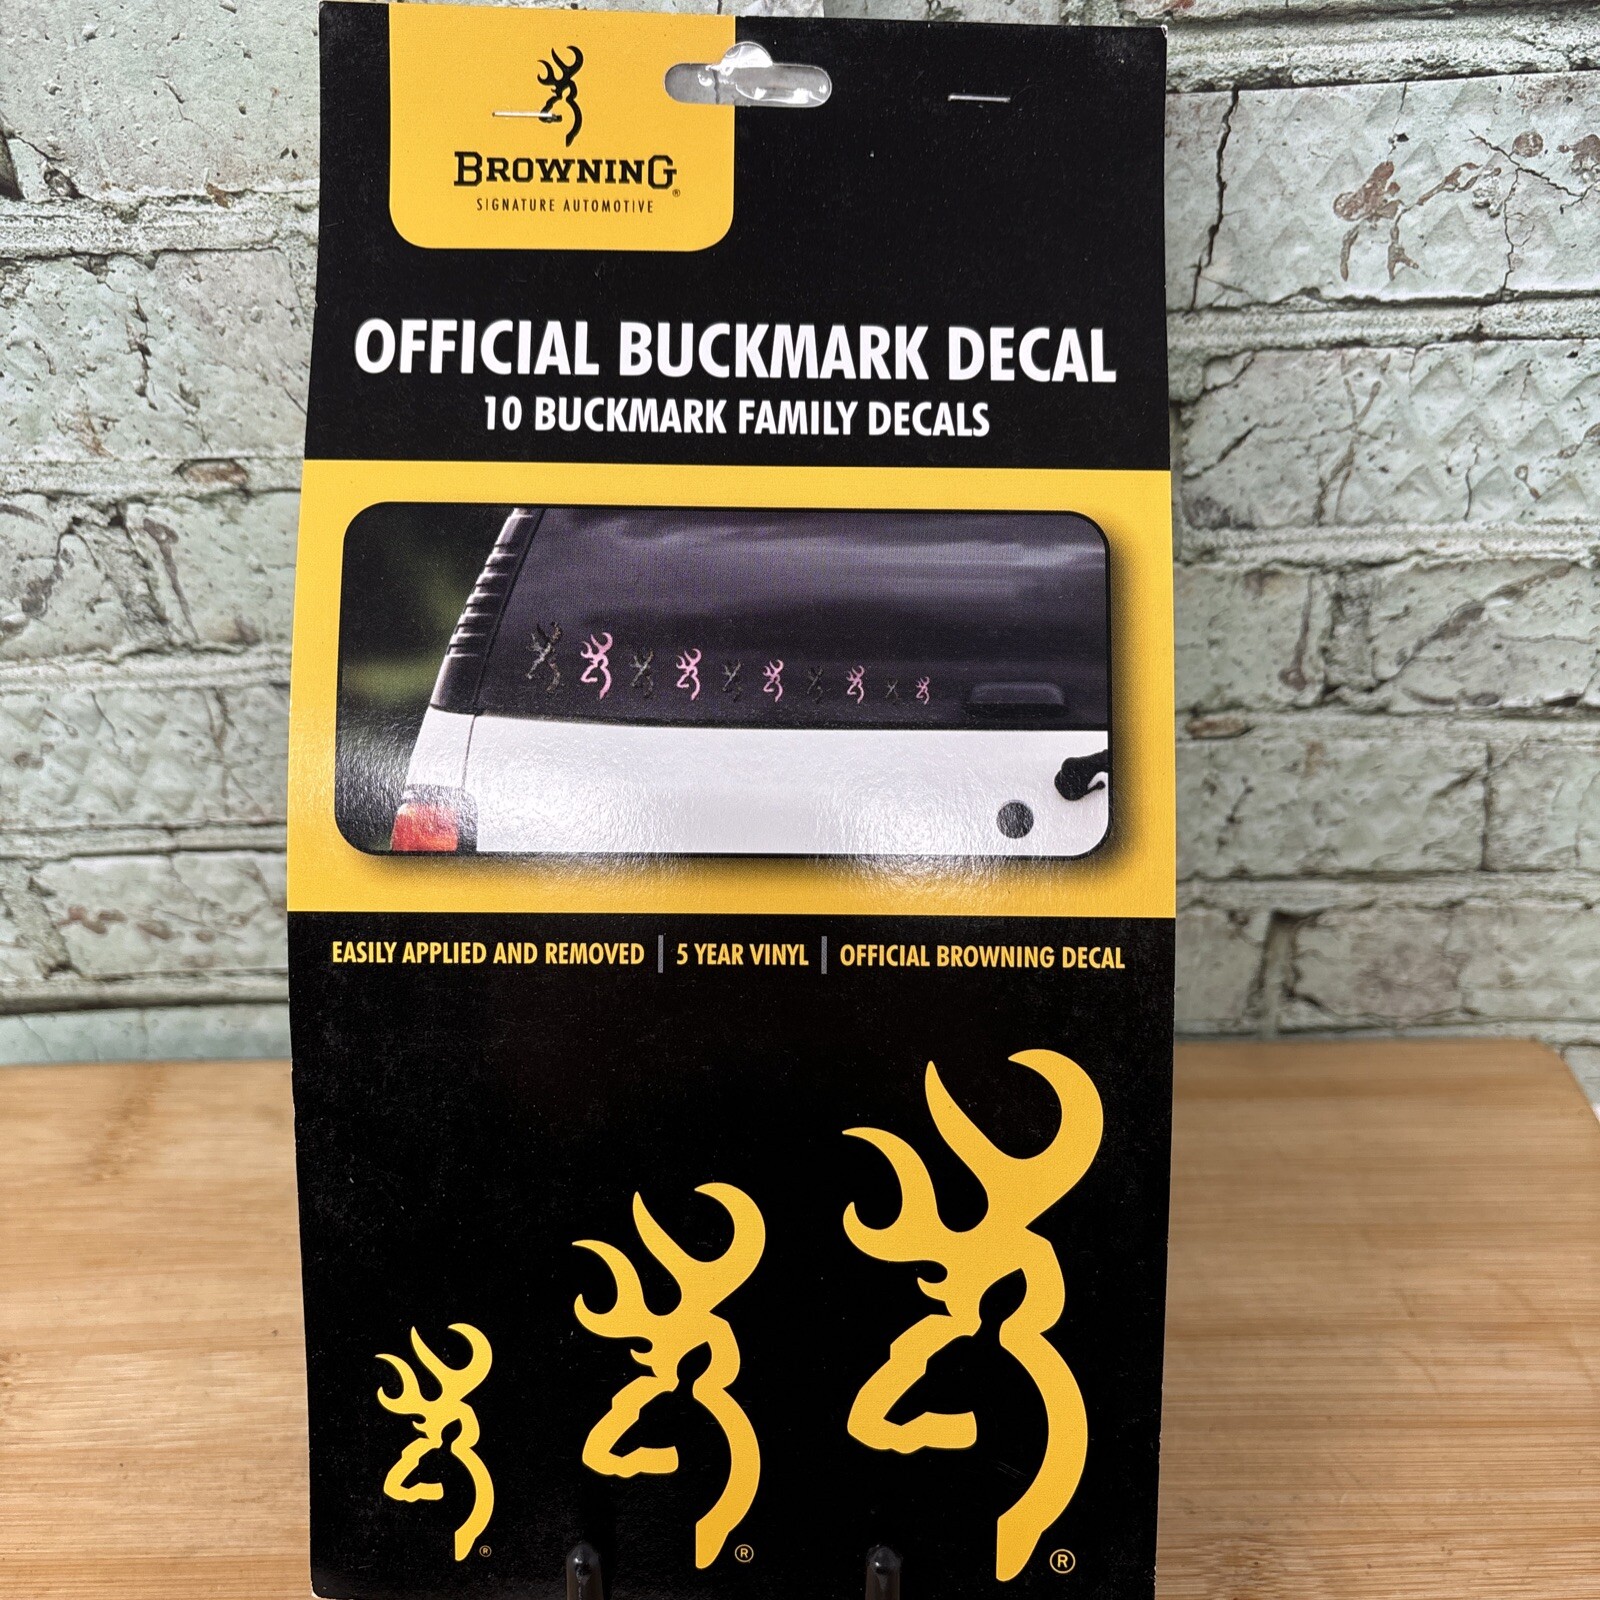 BROWNING®
SIGNATURE AUTOMOTIVE
OFFICIAL BUCKMARK DECAL
10 BUCKMARK FAMILY DECALS
EASILY APPLIED AND REMOVED | 5 YEAR VINYL | OFFICIAL BROWNING DECAL
® ® ®